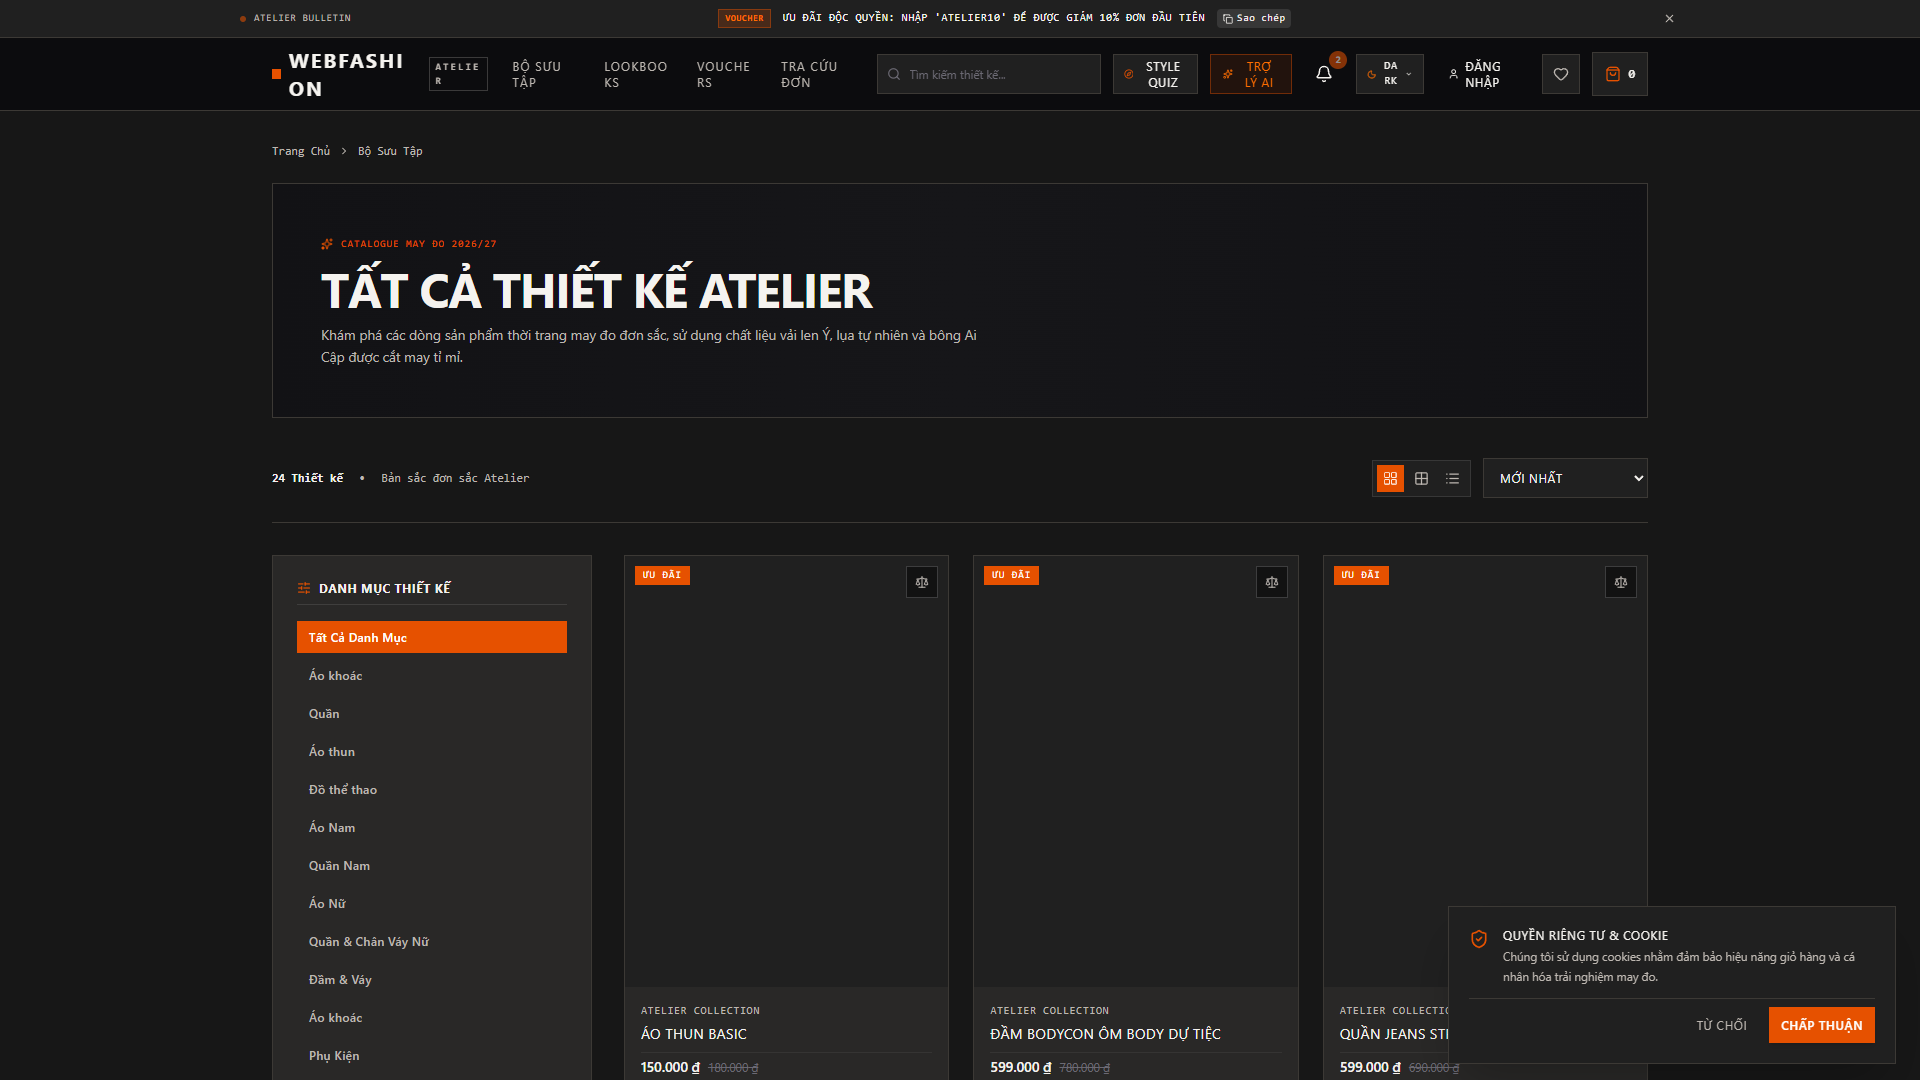 ATELIER BULLETIN
VOUCHER ƯU ĐÃI ĐỘC QUYỀN: NHẬP 'ATELIER10' ĐỂ ĐƯỢC GIẢM 10% ĐƠN ĐẦU TIÊN Sao chép
WEBFASHI
ON
ATELIE
R
BỘ SƯU
TẬP
LOOKBOO
KS
VOUCHE
RS
TRA CỨU
ĐƠN
Tìm kiếm thiết kế...
STYLE
QUIZ
TRỢ
LÝ AI
2
DA
RK
ĐĂNG
NHẬP
0
Trang Chủ > Bộ Sưu Tập
CATALOGUE MAY ĐO 2026/27
TẤT CẢ THIẾT KẾ ATELIER
Khám phá các dòng sản phẩm thời trang may đo đơn sắc, sử dụng chất liệu vải len Ý, lụa tự nhiên và bông Ai
Cập được cắt may tỉ mỉ.
24 Thiết kế • Bản sắc đơn sắc Atelier
MỚI NHẤT
DANH MỤC THIẾT KẾ
Tất Cả Danh Mục
Áo khoác
Quần
Áo thun
Đồ thể thao
Áo Nam
Quần Nam
Áo Nữ
Quần & Chân Váy Nữ
Đầm & Váy
Áo khoác
Phụ Kiện
ƯU ĐÃI
ATELIER COLLECTION
ÁO THUN BASIC
150.000 ₫ 180.000 ₫
ƯU ĐÃI
ATELIER COLLECTION
ĐẦM BODYCON ÔM BODY DỰ TIỆC
599.000 ₫ 780.000 ₫
ƯU ĐÃI
ATELIER COLLECTIO
QUẦN JEANS
599.000 ₫ 690.000 ₫
QUYỀN RIÊNG TƯ & COOKIE
Chúng tôi sử dụng cookies nhằm đảm bảo hiệu năng giỏ hàng và cá
nhân hóa trải nghiệm may đo.
TỪ CHỐI
CHẤP THUẬN